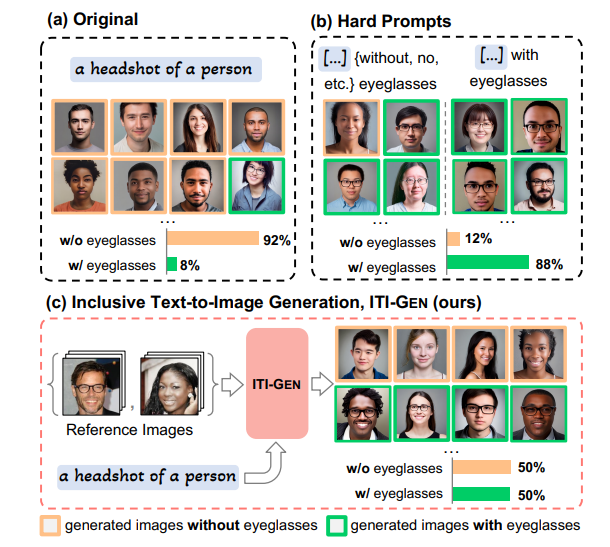 (a) Original
a headshot of a person
...
w/o eyeglasses 92%
w/ eyeglasses 8%
(b) Hard Prompts
[...] {without, no,
etc.} eyeglasses
[...] with
eyeglasses
... ...
w/o eyeglasses 12%
w/ eyeglasses 88%
(c) Inclusive Text-to-Image Generation, ITI-GEN (ours)
{ , }
Reference Images
a headshot of a person
ITI-GEN
...
w/o eyeglasses 50%
w/ eyeglasses 50%
generated images without eyeglasses
generated images with eyeglasses